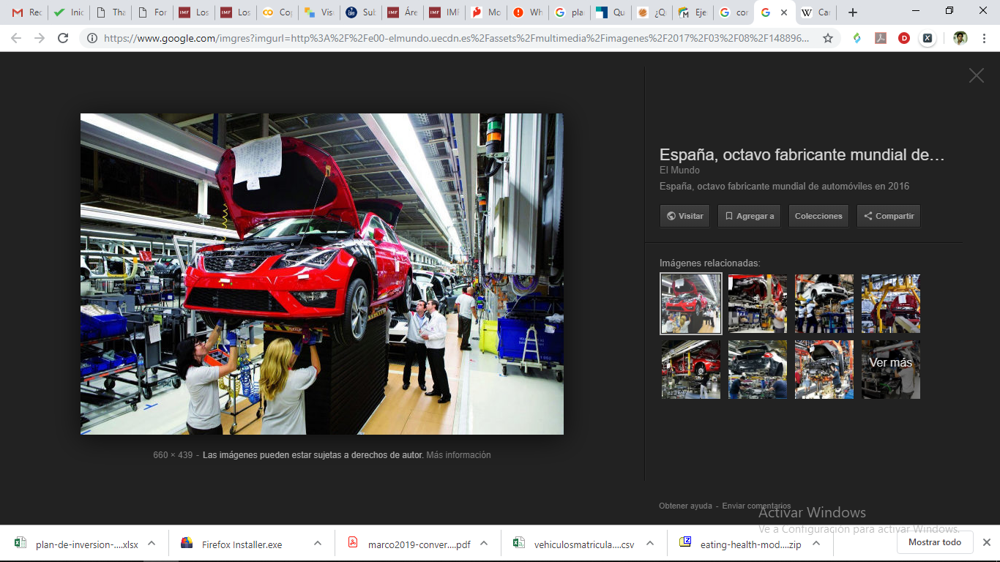 Rec
Inic
Tha
For
Los
Los
Cop
Visu
Sub
Áre
IMF
Mo
Wh
pla
Qu
¿Q
Eje
cor
Car
https://www.google.com/imgres?imgurl=http%3A%2F%2Fe00-elmundo.uecdn.es%2Fassets%2Fmultimedia%2Fimagenes%2F2017%2F03%2F08%2F148896...
España, octavo fabricante mundial de…
El Mundo
España, octavo fabricante mundial de automóviles en 2016
Visitar
Agregar a
Colecciones
Compartir
Imágenes relacionadas:
Ver más
660 × 439 - Las imágenes pueden estar sujetas a derechos de autor. Más información
Obtener ayuda - Enviar comentarios
Activar Windows
Ve a Configuración para activar Windows.
plan-de-inversion-....xlsx
Firefox Installer.exe
marco2019-conver....pdf
vehiculosmatricula....csv
eating-health-mod....zip
Mostrar todo